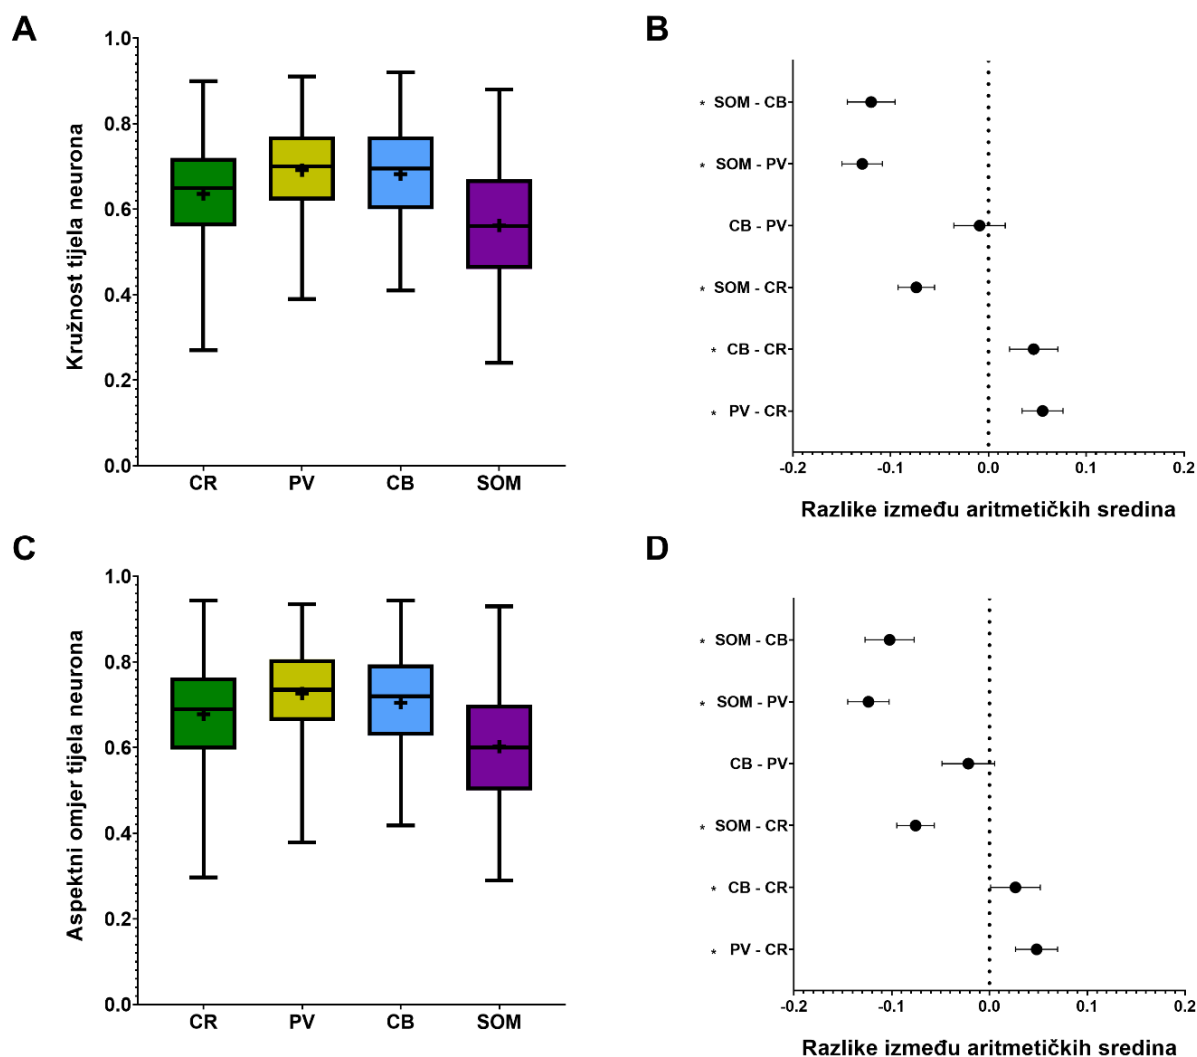 A
Kružnost tijela neurona
1.0
0.8
0.6
0.4
0.2
0.0
CR PV CB SOM
B
* SOM - CB
* SOM - PV
CB - PV
* SOM - CR
* CB - CR
* PV - CR
-0.2 -0.1 0.0 0.1 0.2
Razlike između aritmetičkih sredina
C
Aspektni omjer tijela neurona
1.0
0.8
0.6
0.4
0.2
0.0
CR PV CB SOM
D
* SOM - CB
* SOM - PV
CB - PV
* SOM - CR
* CB - CR
* PV - CR
-0.2 -0.1 0.0 0.1 0.2
Razlike između aritmetičkih sredina